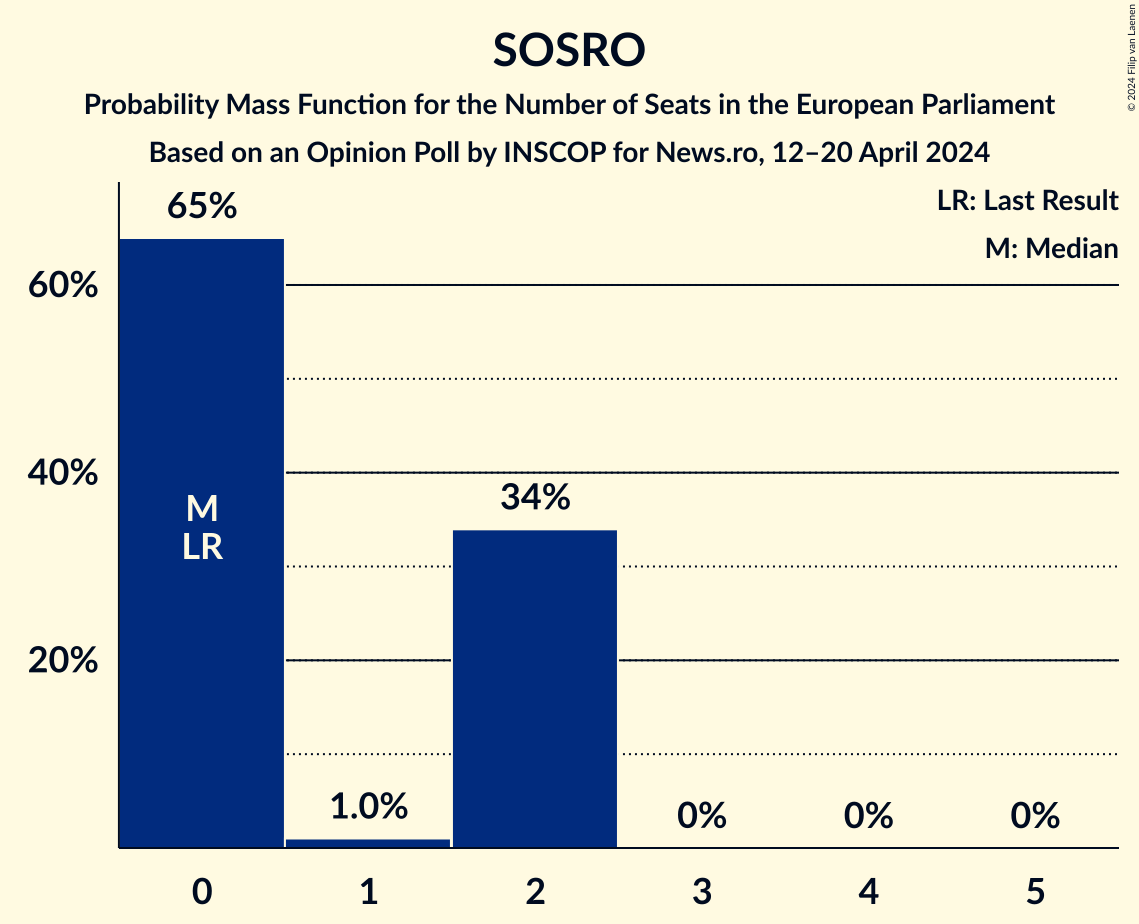 SOSRO
Probability Mass Function for the Number of Seats in the European Parliament
Based on an Opinion Poll by INSCOP for News.ro, 12–20 April 2024
© 2024 Filip van Laenen
LR: Last Result
M: Median
65%
60%
40%
34%
M
LR
20%
1.0%
0%
0%
0%
0
1
2
3
4
5